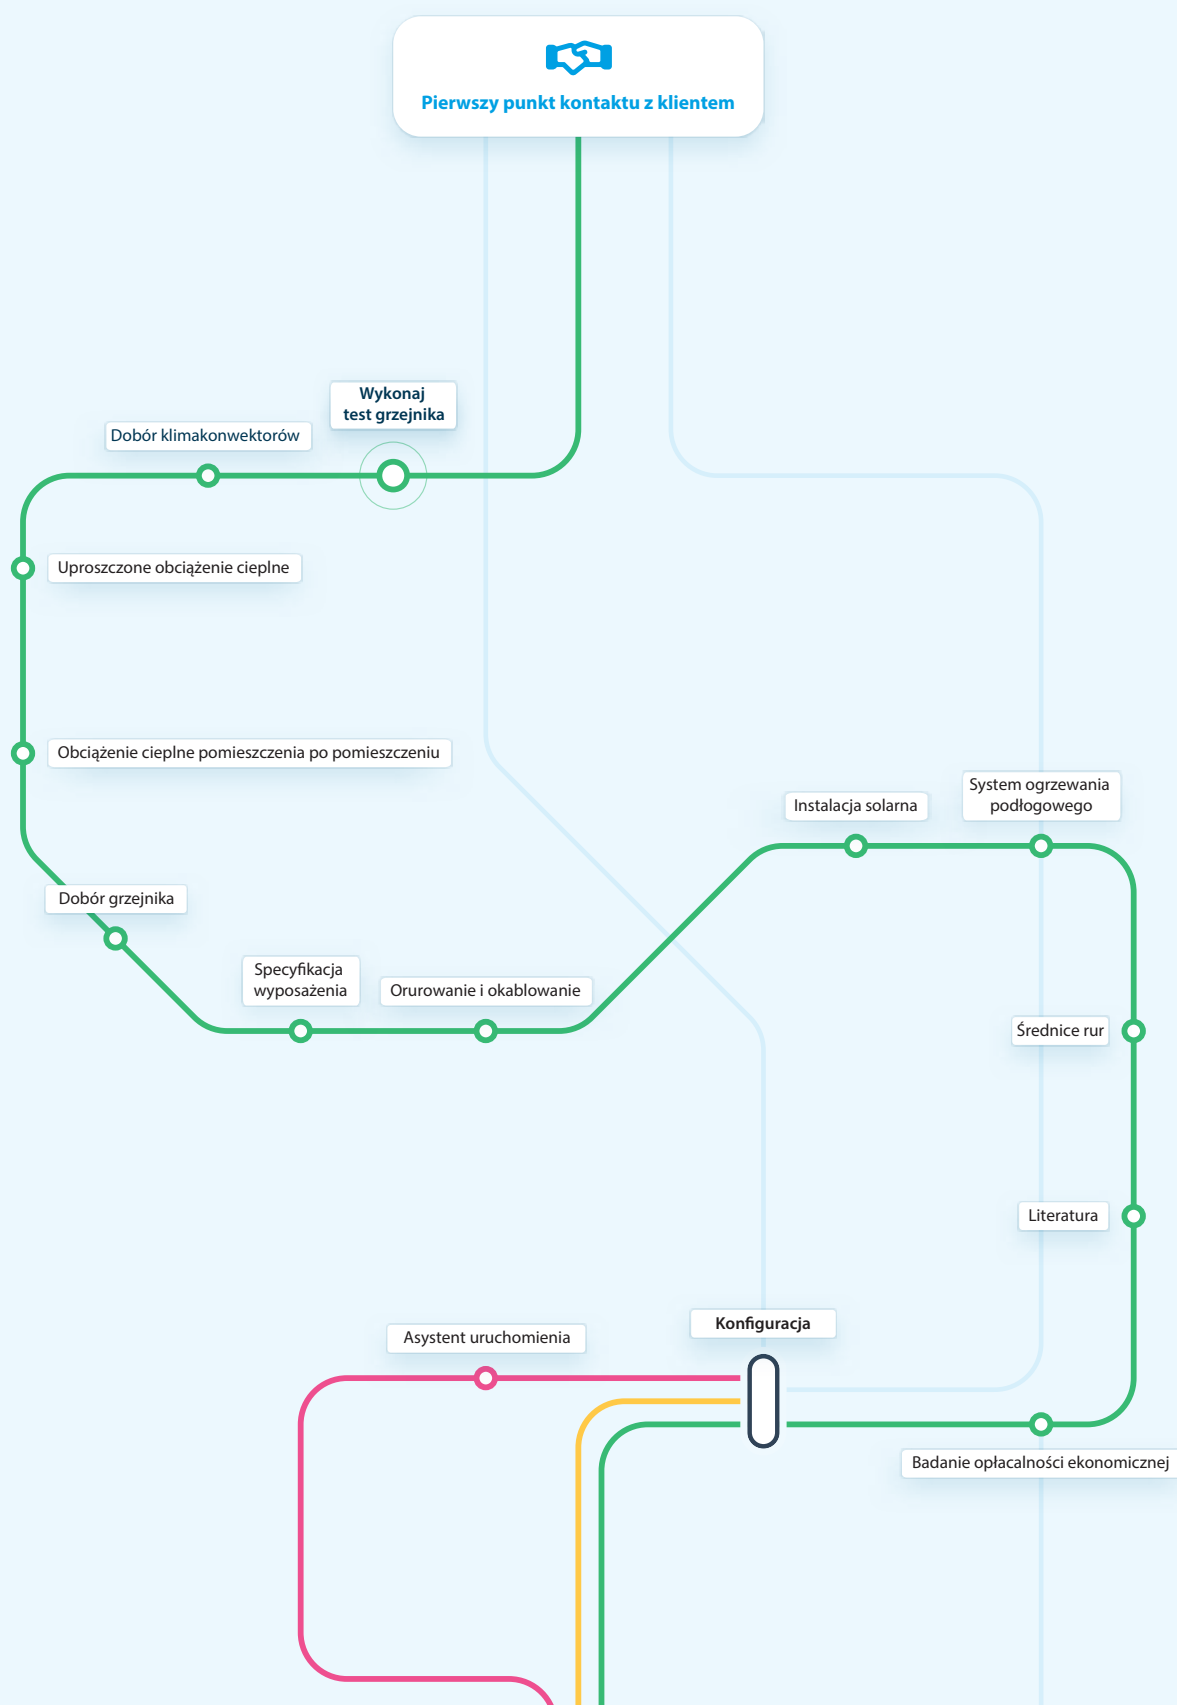 Pierwszy punkt kontaktu z klientem
Wykonaj
test grzejnika
Dobór klimakonwektorów
Uproszczone obciążenie cieplne
Obciążenie cieplne pomieszczenia po pomieszczeniu
Dobór grzejnika
Specyfikacja
wyposażenia
Orurowanie i okablowanie
Instalacja solarna
System ogrzewania
podłogowego
Średnice rur
Literatura
Badanie opłacalności ekonomicznej
Konfiguracja
Asystent uruchomienia